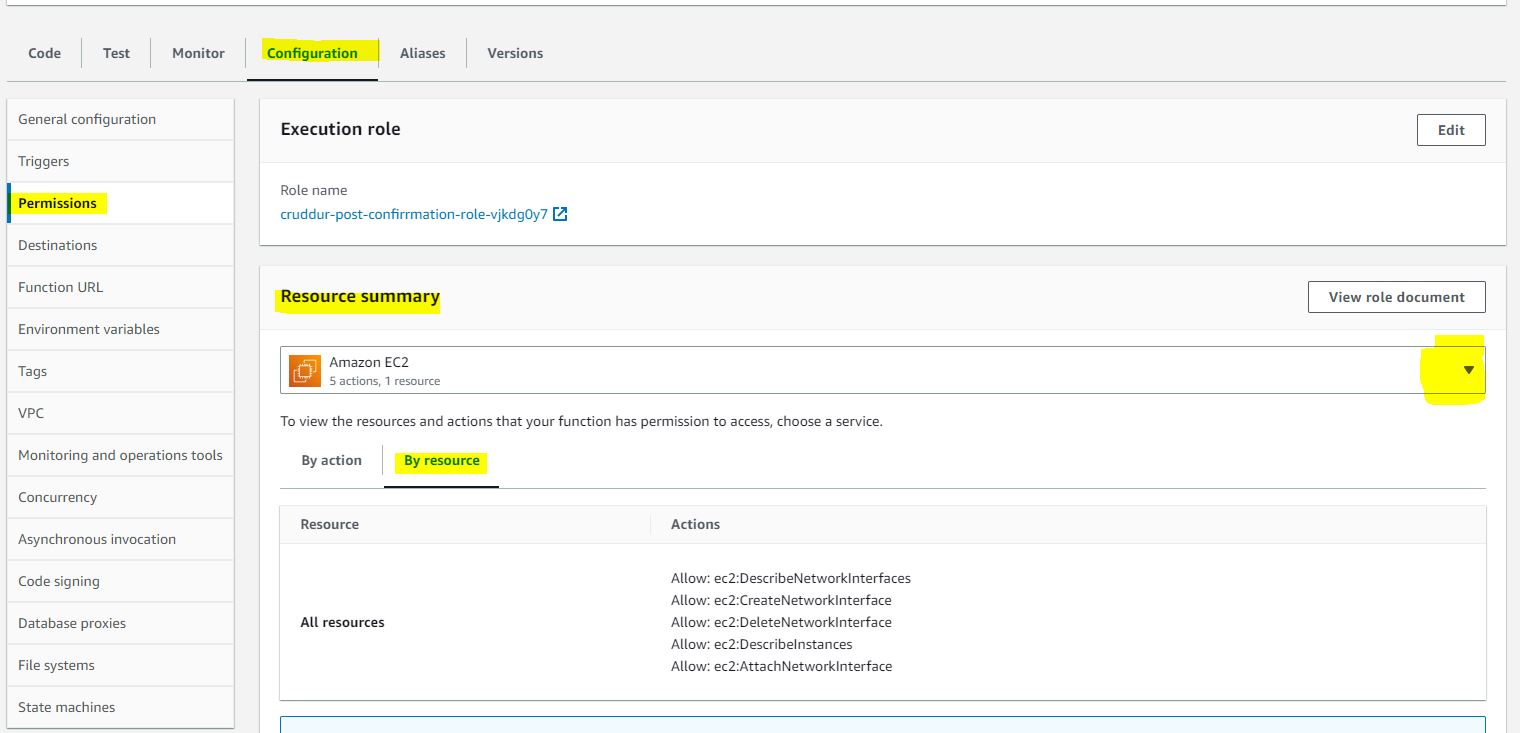 Code Test Monitor Configuration Aliases Versions
General configuration
Triggers
Permissions
Destinations
Function URL
Environment variables
Tags
VPC
Monitoring and operations tools
Concurrency
Asynchronous invocation
Code signing
Database proxies
File systems
State machines
Execution role
Edit
Role name
cruddur-post-confirrmation-role-vjkdg0y7
Resource summary
View role document
Amazon EC2
5 actions, 1 resource
To view the resources and actions that your function has permission to access, choose a service.
By action By resource
Resource Actions
All resources
Allow: ec2:DescribeNetworkInterfaces
Allow: ec2:CreateNetworkInterface
Allow: ec2:DeleteNetworkInterface
Allow: ec2:DescribeInstances
Allow: ec2:AttachNetworkInterface